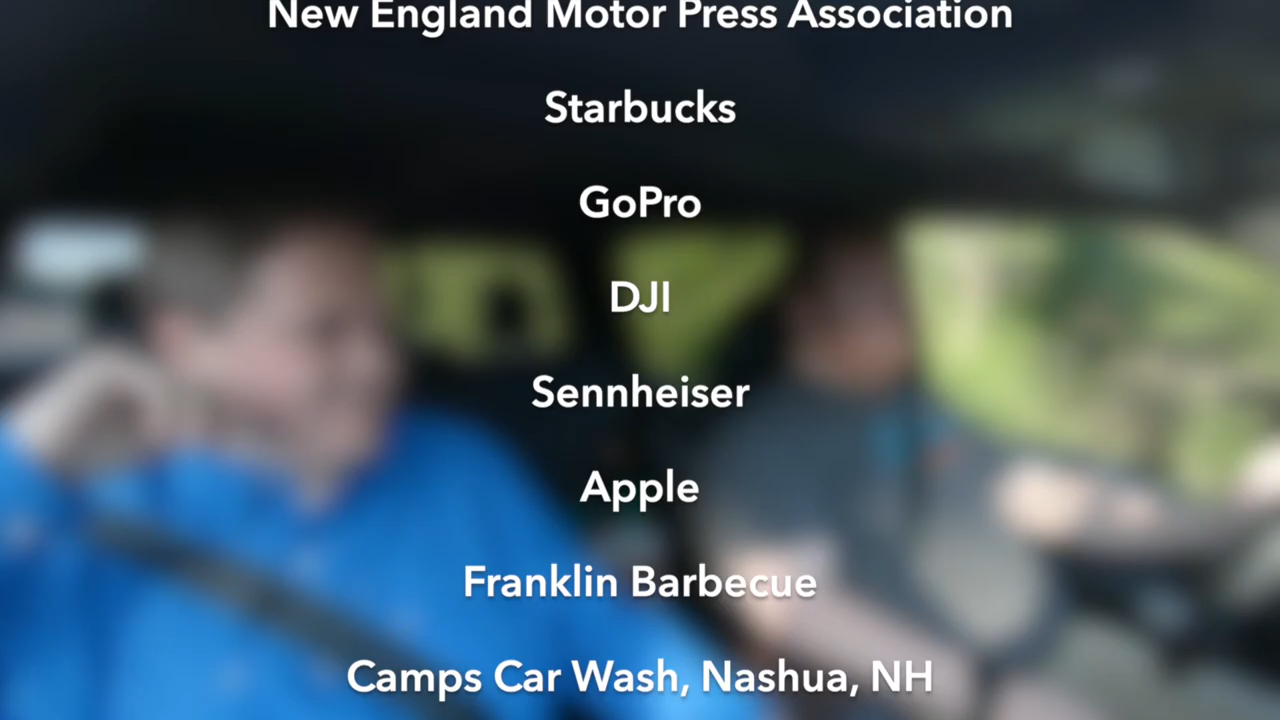 New England Motor Press Association
Starbucks
GoPro
DJI
Sennheiser
Apple
Franklin Barbecue
Camps Car Wash, Nashua, NH